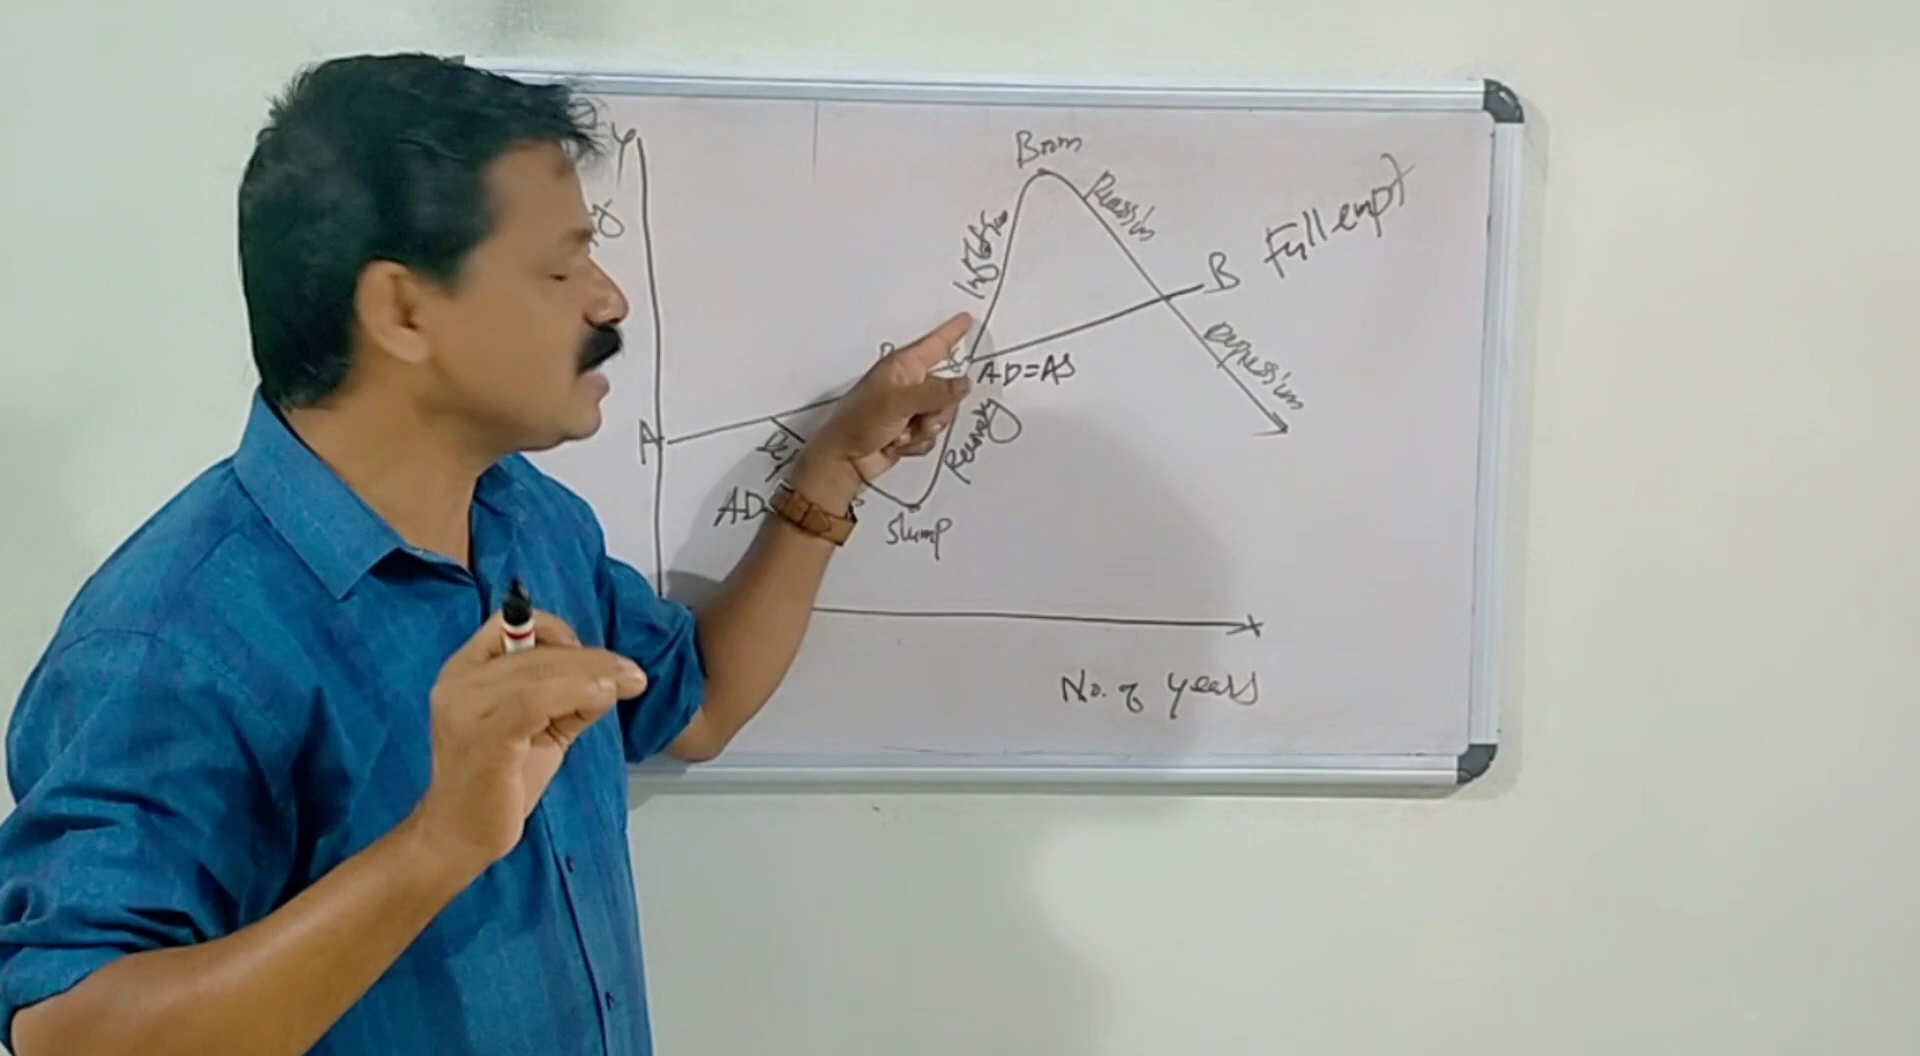 Y
Boom
Recession
Inflation
B
Full empt
AD=AS
Depression
A
Recovery
AD
Slump
X
No. of years